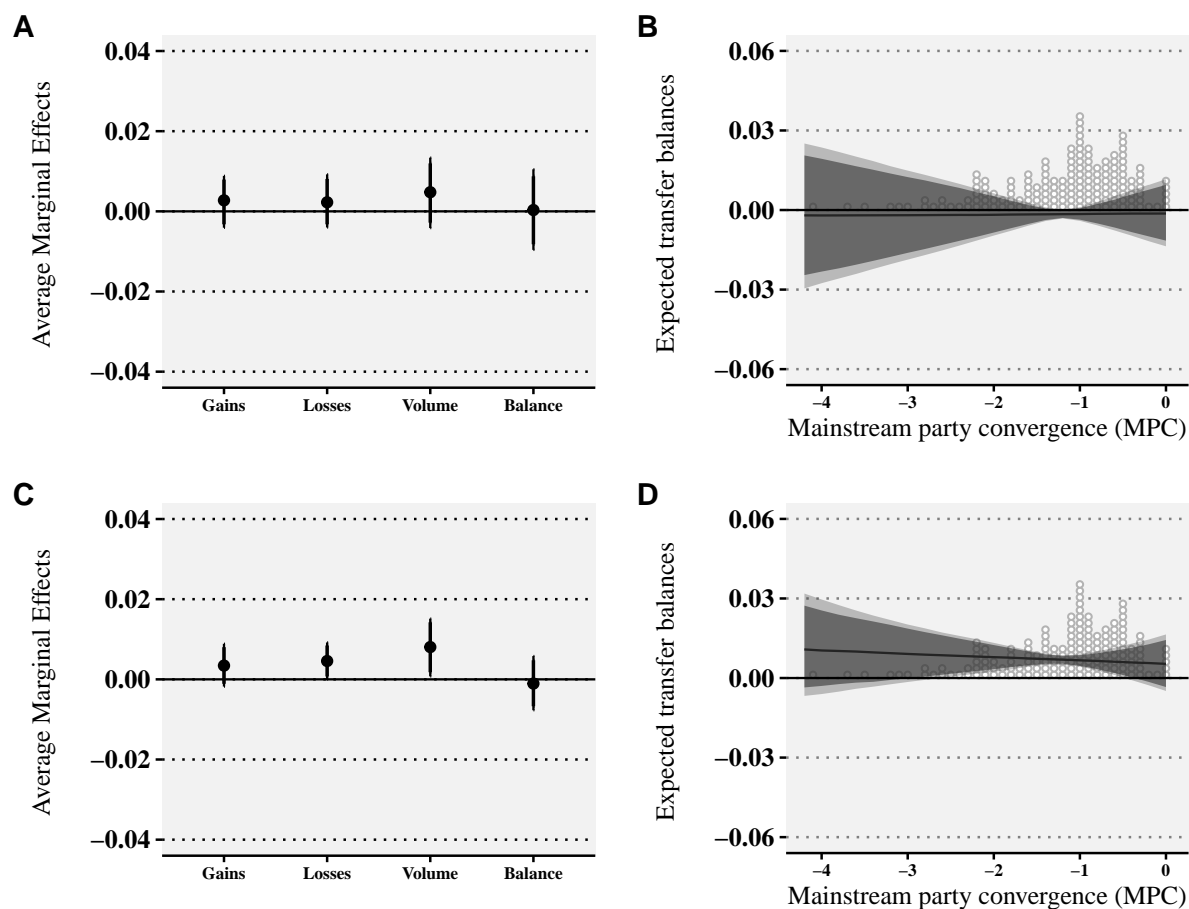 A
Average Marginal Effects
0.04
0.02
0.00
−0.02
−0.04
Gains Losses Volume Balance
B
Expected transfer balances
0.06
0.03
0.00
−0.03
−0.06
−4 −3 −2 −1 0
Mainstream party convergence (MPC)
C
Average Marginal Effects
0.04
0.02
0.00
−0.02
−0.04
Gains Losses Volume Balance
D
Expected transfer balances
0.06
0.03
0.00
−0.03
−0.06
−4 −3 −2 −1 0
Mainstream party convergence (MPC)